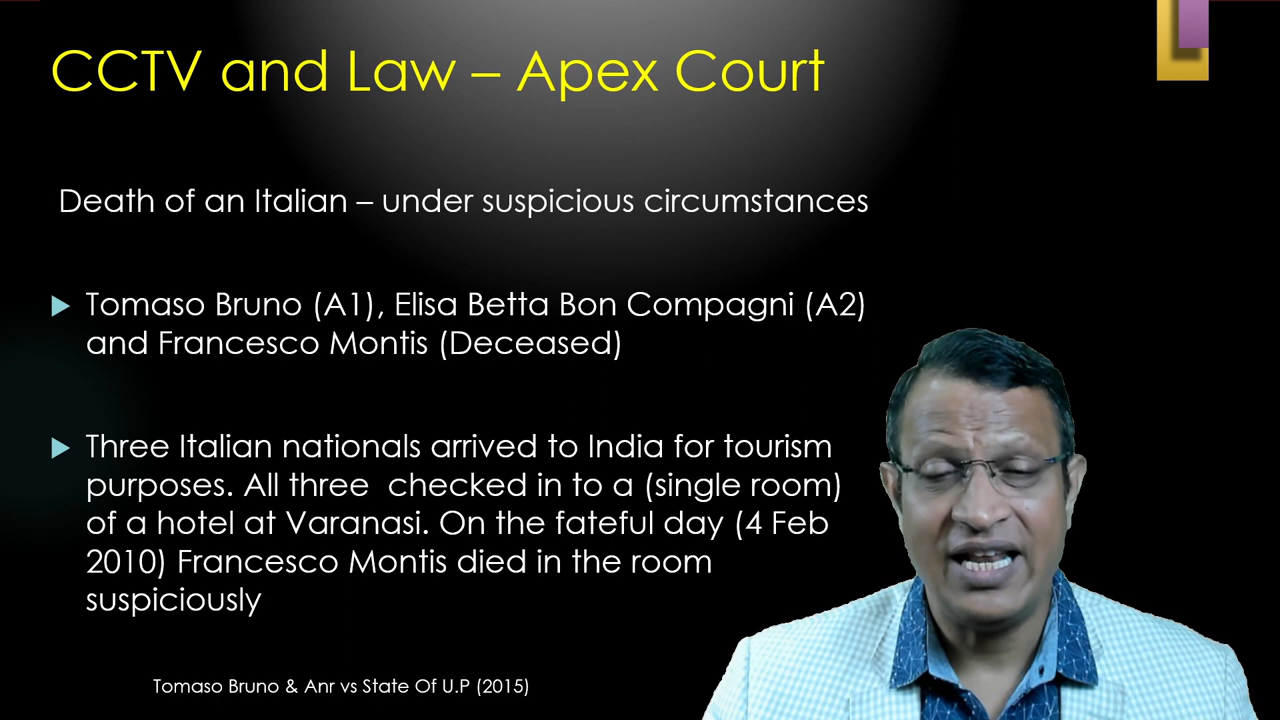 CCTV and Law – Apex Court
Death of an Italian – under suspicious circumstances
Tomaso Bruno (A1), Elisa Betta Bon Compagni (A2)
and Francesco Montis (Deceased)
Three Italian nationals arrived to India for tourism
purposes. All three checked in to a (single room)
of a hotel at Varanasi. On the fateful day (4 Feb
2010) Francesco Montis died in the room
suspiciously
Tomaso Bruno & Anr vs State Of U.P (2015)